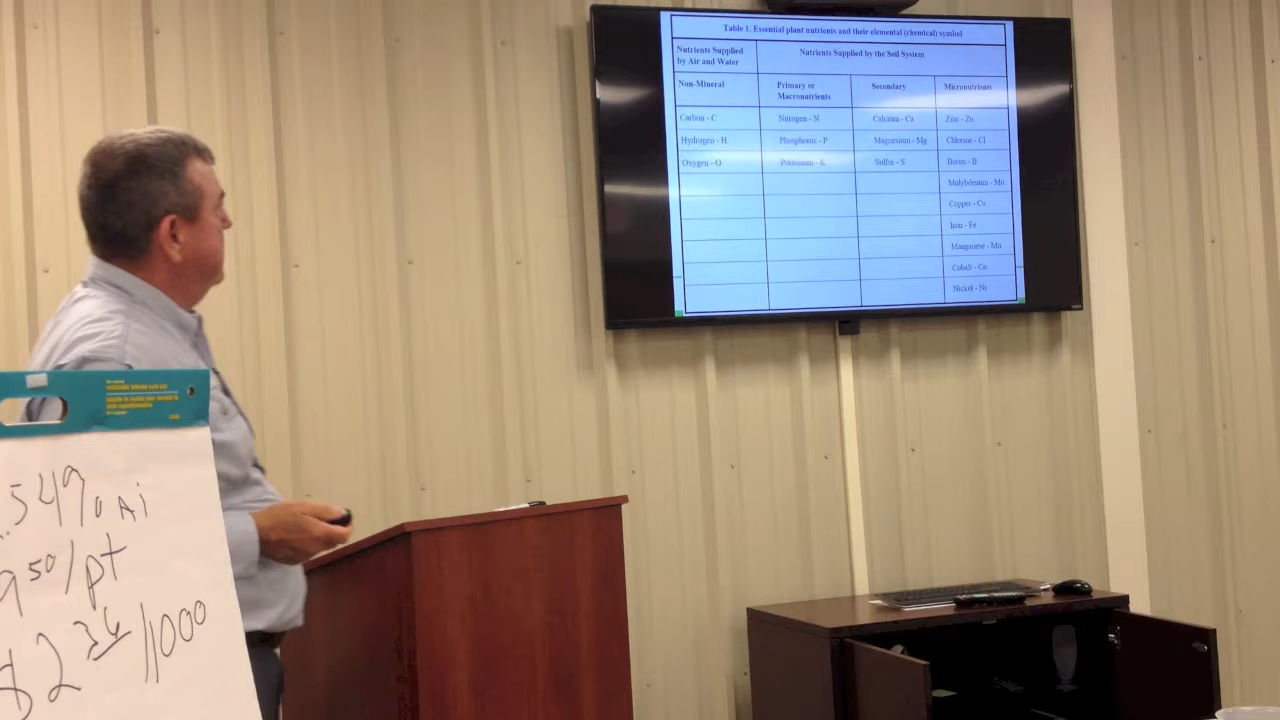 Table 1. Essential plant nutrients and their elemental (chemical) symbol
Nutrients Supplied by Air and Water
Nutrients Supplied by the Soil System
Non-Mineral
Primary or Macronutrients
Secondary
Micronutrients
Carbon - C
Nitrogen - N
Calcium - Ca
Zinc - Zn
Hydrogen - H
Phosphorus - P
Magnesium - Mg
Chlorine - Cl
Oxygen - O
Potassium - K
Sulfur - S
Boron - B
Molybdenum - Mo
Copper - Cu
Iron - Fe
Manganese - Mn
Cobalt - Co
Nickel - Ni
.54% Ai
9 50/pt
$2 36/1000